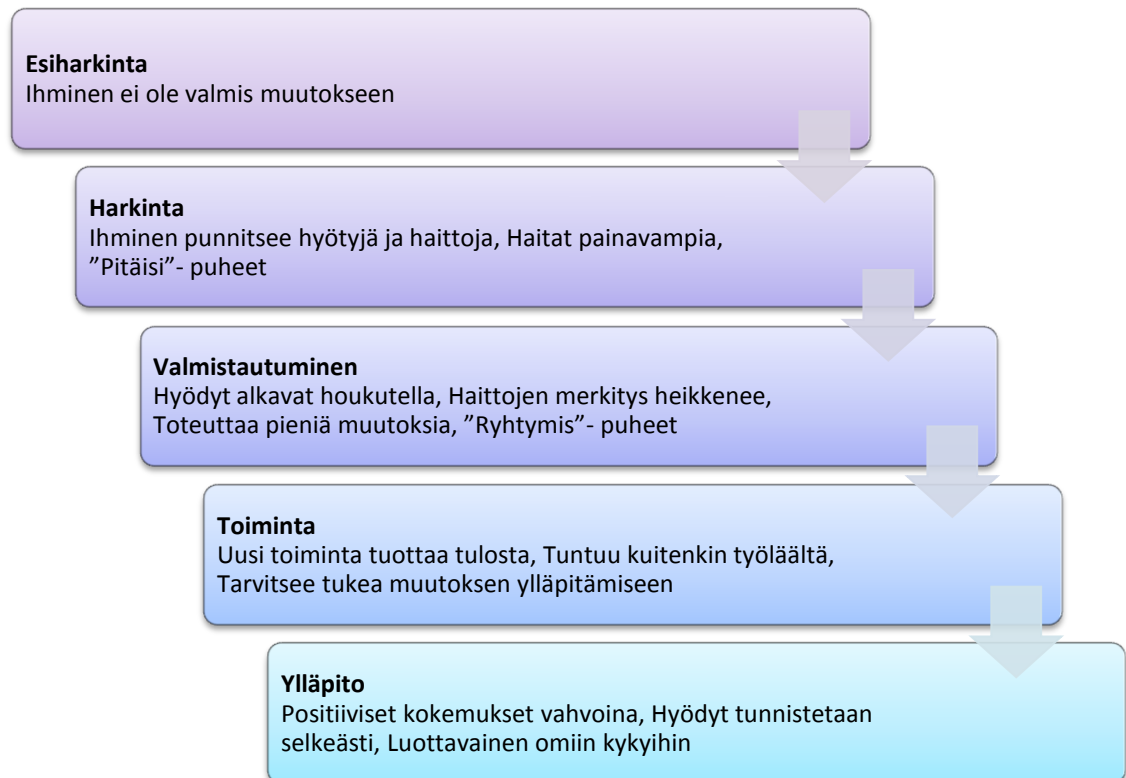 Esiharkinta
Ihminen ei ole valmis muutokseen
Harkinta
Ihminen punnitsee hyötyjä ja haittoja, Haitat painavampia,
”Pitäisi”- puheet
Valmistautuminen
Hyödyt alkavat houkutella, Haittojen merkitys heikkenee,
Toteuttaa pieniä muutoksia, ”Ryhtymis”- puheet
Toiminta
Uusi toiminta tuottaa tulosta, Tuntuu kuitenkin työläältä,
Tarvitsee tukea muutoksen ylläpitämiseen
Ylläpito
Positiiviset kokemukset vahvoina, Hyödyt tunnistetaan
selkeästi, Luottavainen omiin kykyihin